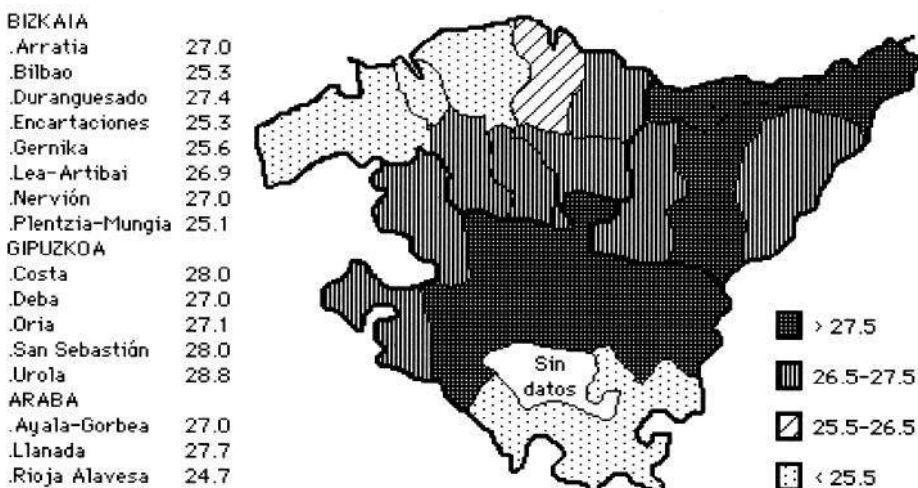 BIZKAIA
.Arratia 27.0
.Bilbao 25.3
.Duranguesado 27.4
.Encartaciones 25.3
.Gernika 25.6
.Lea-Artibai 26.9
.Nervión 27.0
.Plentzia-Mungia 25.1
GIPUZKOA
.Costa 28.0
.Deba 27.0
.Oria 27.1
.San Sebastián 28.0
.Urola 28.8
ARABA
.Ayala-Gorbea 27.0
.Llanada 27.7
.Rioja Alavesa 24.7
Sin
datos
> 27.5
26.5-27.5
25.5-26.5
< 25.5